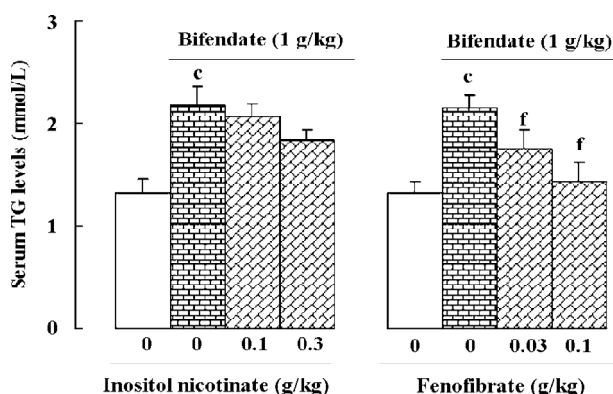 Serum TG levels (mmol/L)
3
2
1
0
Bifendate (1 g/kg)
c
0 0 0.1 0.3
Inositol nicotinate (g/kg)
Bifendate (1 g/kg)
c
f
f
0 0 0.03 0.1
Fenofibrate (g/kg)